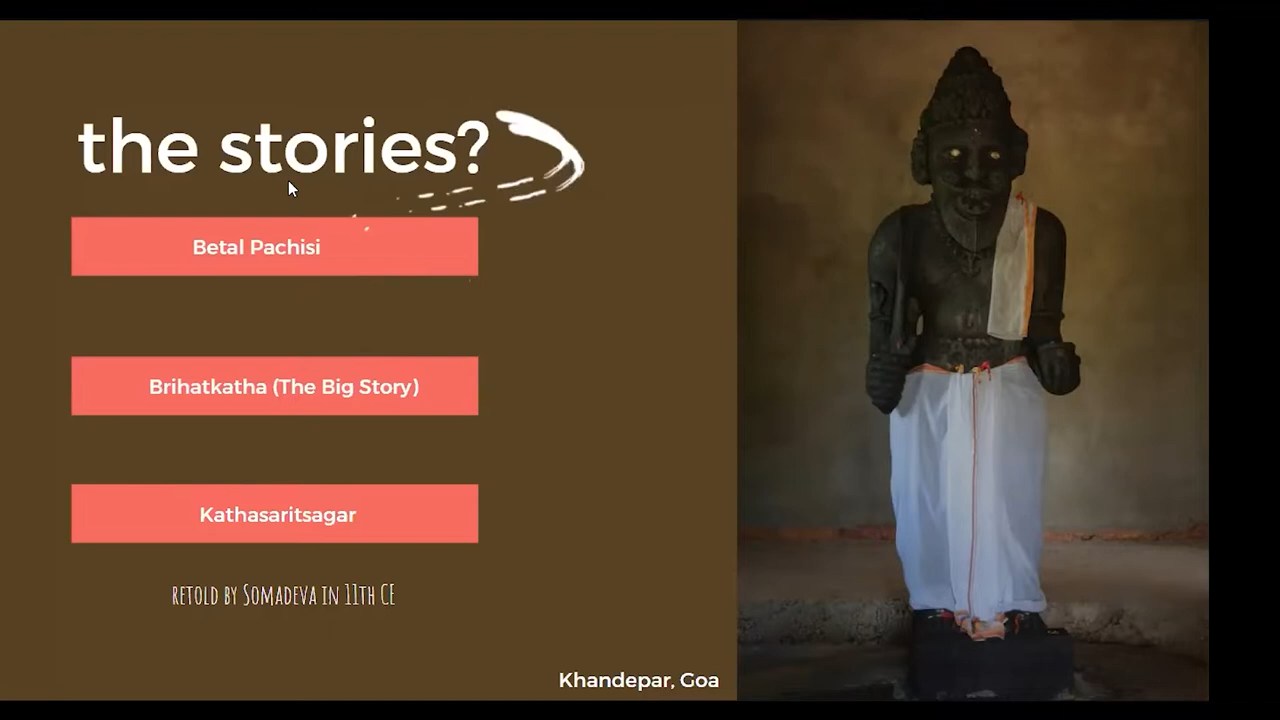 the stories?
Betal Pachisi
Brihatkatha (The Big Story)
Kathasaritsagar
RETOLD BY SOMADEVA IN 11TH CE
Khandepar, Goa